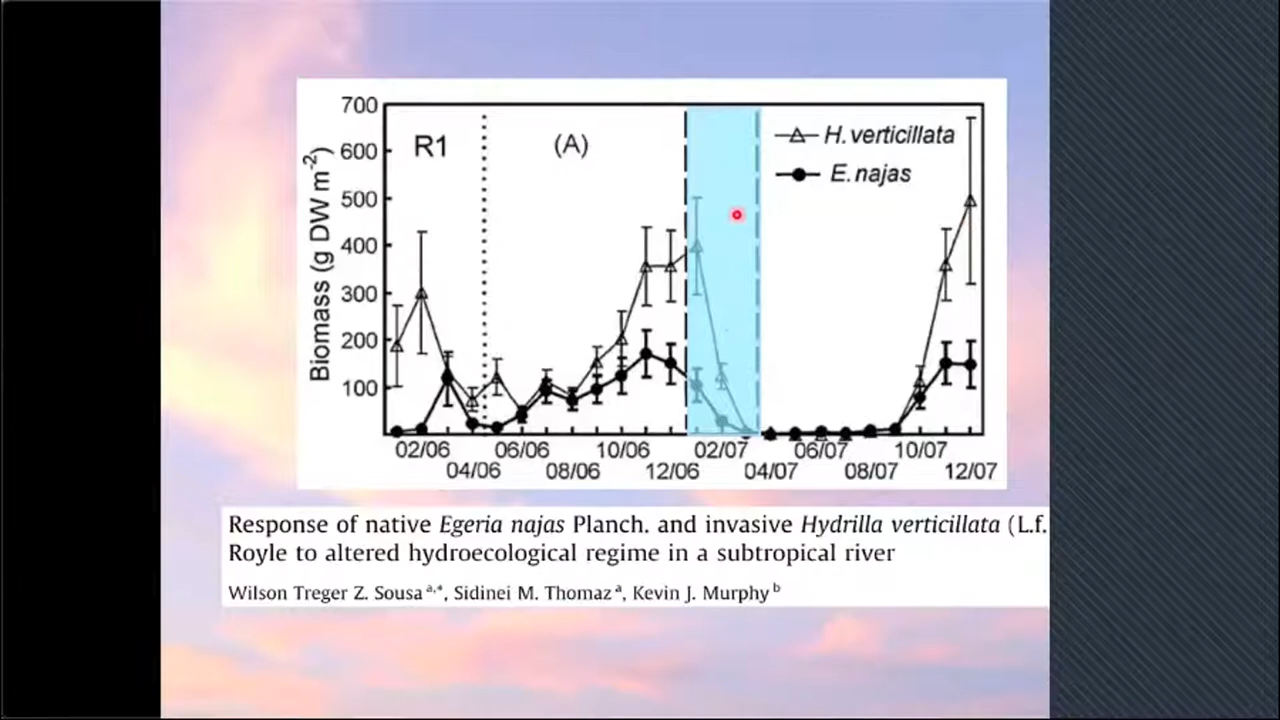 700
600
500
400
300
200
100
Biomass (g DW m-2)
R1
(A)
H. verticillata
E. najas
02/06 06/06 10/06 02/07 06/07 10/07
04/06 08/06 12/06 04/07 08/07 12/07
Response of native Egeria najas Planch. and invasive Hydrilla verticillata (L.f.
Royle to altered hydroecological regime in a subtropical river
Wilson Treger Z. Sousa a,*, Sidinei M. Thomaz a, Kevin J. Murphy b